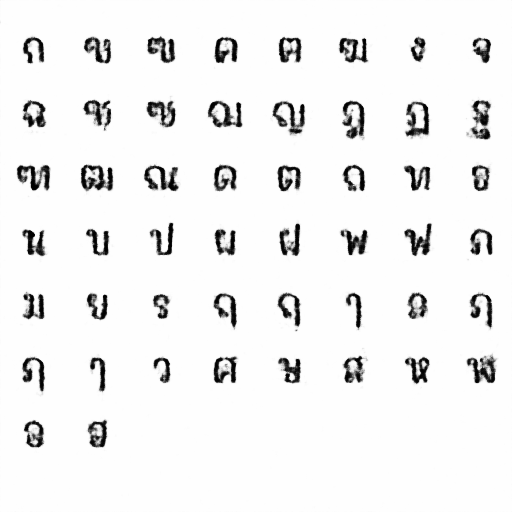 ก ข ฃ ค ฅ ฆ ง จ
ฉ ช ซ ฌ ญ ฎ ฏ ฐ
ฑ ฒ ณ ด ต ถ ท ธ
น บ ป ผ ฝ พ ฟ ภ
ม ย ร ฤ ฤ ๅ ล ฦ
ฦ ๅ ว ศ ษ ส ห ฬ
อ ฮ